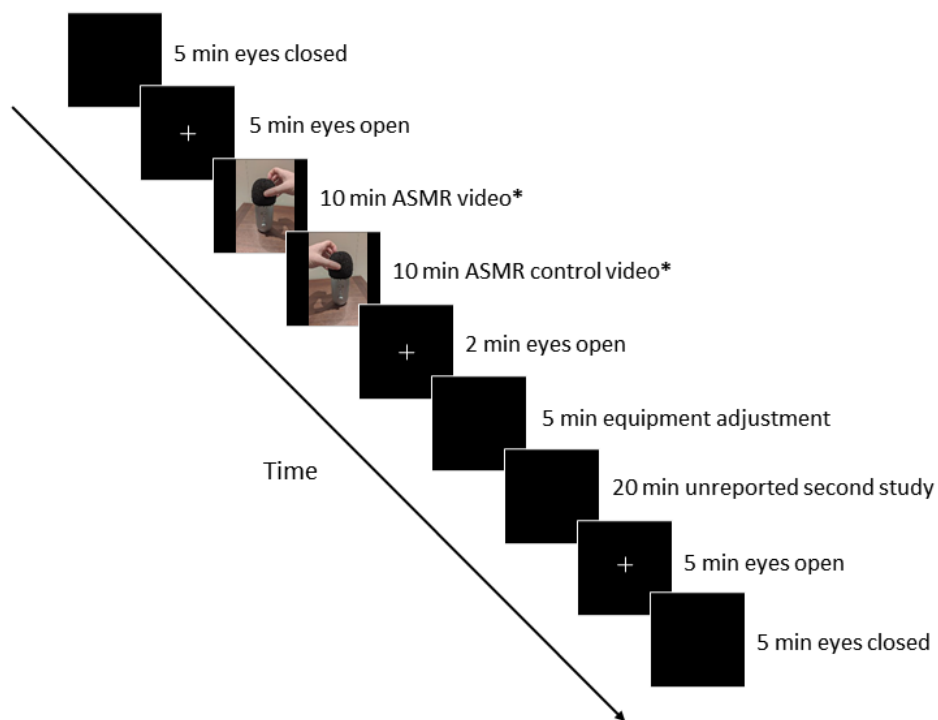 5 min eyes closed
5 min eyes open
10 min ASMR video*
10 min ASMR control video*
2 min eyes open
5 min equipment adjustment
Time
20 min unreported second study
5 min eyes open
5 min eyes closed